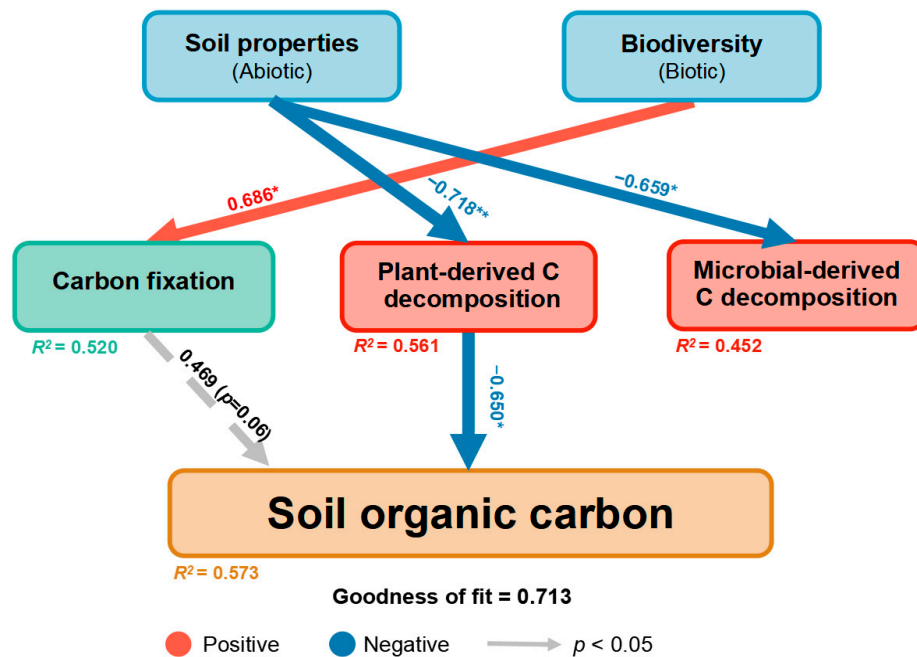 Soil properties
(Abiotic)
Biodiversity
(Biotic)
0.686*
−0.718**
−0.659*
Carbon fixation
Plant-derived C
decomposition
Microbial-derived
C decomposition
R² = 0.520
R² = 0.561
R² = 0.452
0.469 (p=0.06)
−0.650*
Soil organic carbon
R² = 0.573
Goodness of fit = 0.713
Positive
Negative
p < 0.05